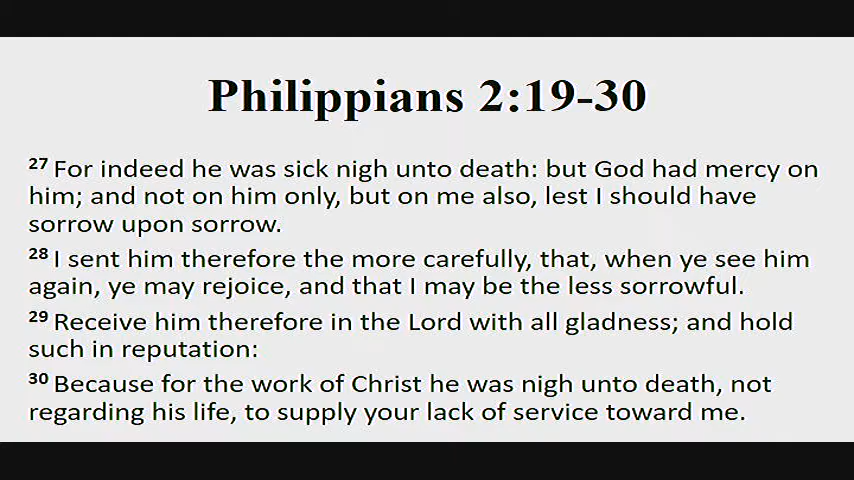 Philippians 2:19-30
27 For indeed he was sick nigh unto death: but God had mercy on
him; and not on him only, but on me also, lest I should have
sorrow upon sorrow.
28 I sent him therefore the more carefully, that, when ye see him
again, ye may rejoice, and that I may be the less sorrowful.
29 Receive him therefore in the Lord with all gladness; and hold
such in reputation:
30 Because for the work of Christ he was nigh unto death, not
regarding his life, to supply your lack of service toward me.